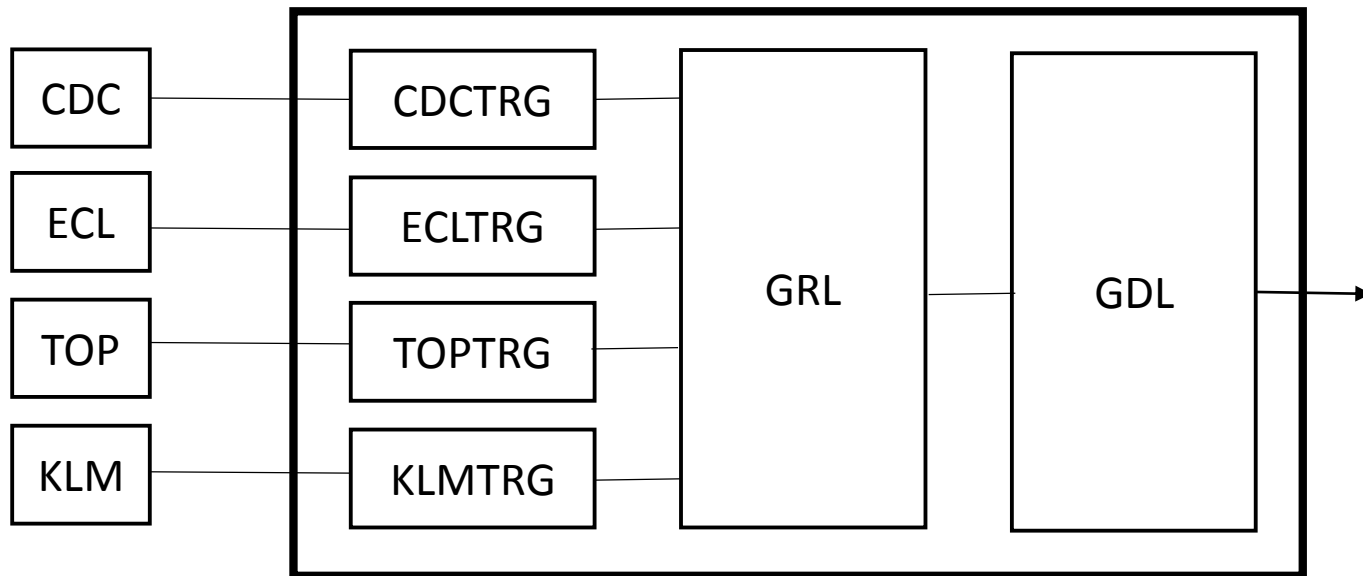 CDC
CDCTRG
ECL
ECLTRG
TOP
TOPTRG
KLM
KLMTRG
GRL
GDL